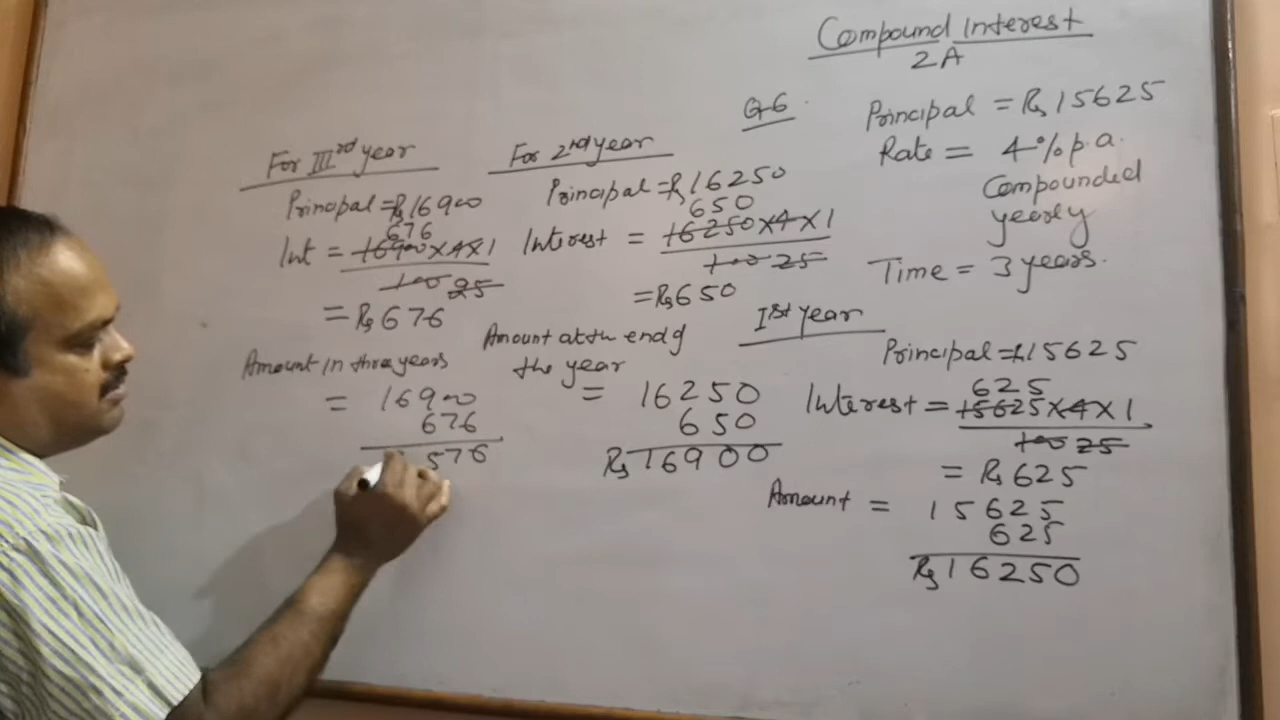 Compound Interest
2A
Q-6.
Principal = Rs 15625
Rate = 4% p.a.
Compounded
yearly
Time = 3 years.
Ist year
Principal = Rs 15625
625
Interest = 15625×4×1
100 25
= Rs 625
Amount = 15625
625
Rs 16250
For 2nd year
Principal = Rs 16250
650
Interest = 16250×4×1
100 25
= Rs 650
Amount at the end of
the year
= 16250
650
Rs 16900
For IIIrd year
Principal = Rs 16900
676
Int = 16900×4×1
100 25
= Rs 676
Amount in three years
= 16900
676
576